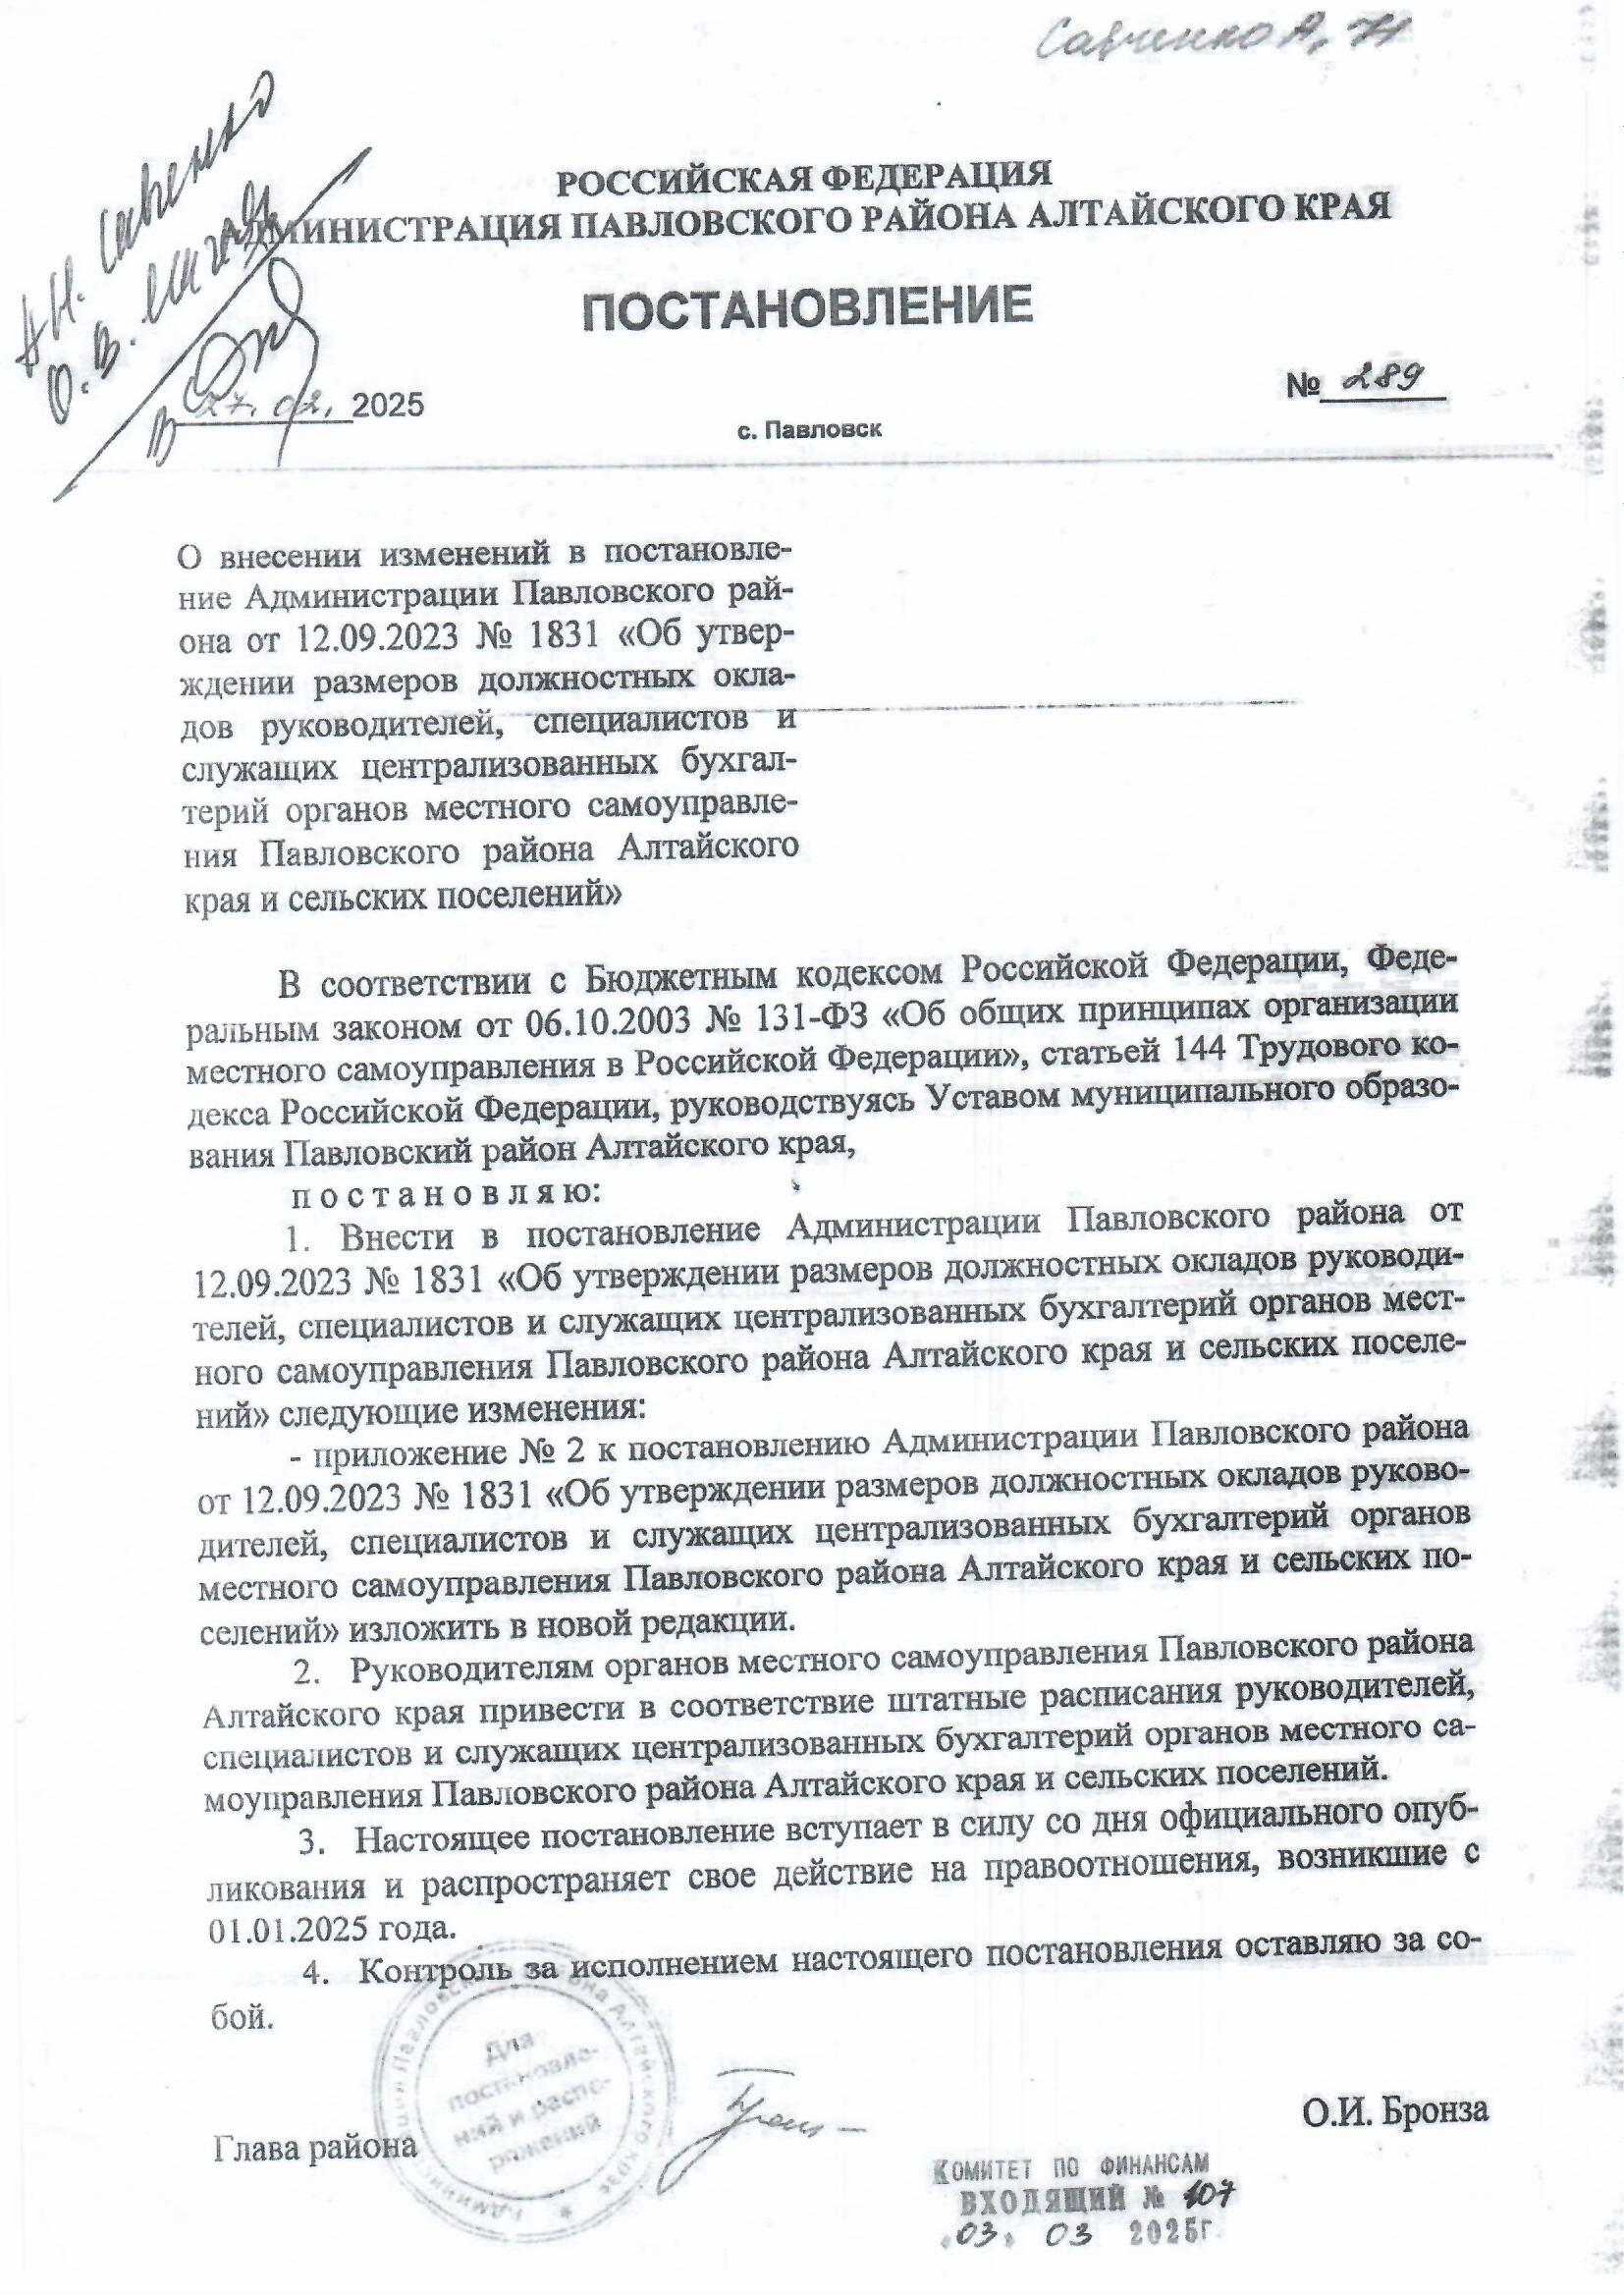 Савченко А. Н
А.Н. Савченко
О.В.
РОССИЙСКАЯ ФЕДЕРАЦИЯ
АДМИНИСТРАЦИЯ ПАВЛОВСКОГО РАЙОНА АЛТАЙСКОГО КРАЯ
ПОСТАНОВЛЕНИЕ
27.02.2025
№ 289
с. Павловск
О внесении изменений в постановле-
ние Администрации Павловского рай-
она от 12.09.2023 № 1831 «Об утвер-
ждении размеров должностных окла-
дов руководителей, специалистов и
служащих централизованных бухгал-
терий органов местного самоуправле-
ния Павловского района Алтайского
края и сельских поселений»
В соответствии с Бюджетным кодексом Российской Федерации, Феде-
ральным законом от 06.10.2003 № 131-ФЗ «Об общих принципах организации
местного самоуправления в Российской Федерации», статьей 144 Трудового ко-
декса Российской Федерации, руководствуясь Уставом муниципального образо-
вания Павловский район Алтайского края,
п о с т а н о в л я ю:
1. Внести в постановление Администрации Павловского района от
12.09.2023 № 1831 «Об утверждении размеров должностных окладов руководи-
телей, специалистов и служащих централизованных бухгалтерий органов мест-
ного самоуправления Павловского района Алтайского края и сельских поселе-
ний» следующие изменения:
- приложение № 2 к постановлению Администрации Павловского района
от 12.09.2023 № 1831 «Об утверждении размеров должностных окладов руково-
дителей, специалистов и служащих централизованных бухгалтерий органов
местного самоуправления Павловского района Алтайского края и сельских по-
селений» изложить в новой редакции.
2. Руководителям органов местного самоуправления Павловского района
Алтайского края привести в соответствие штатные расписания руководителей,
специалистов и служащих централизованных бухгалтерий органов местного са-
моуправления Павловского района Алтайского края и сельских поселений.
3. Настоящее постановление вступает в силу со дня официального опуб-
ликования и распространяет свое действие на правоотношения, возникшие с
01.01.2025 года.
4. Контроль за исполнением настоящего постановления оставляю за со-
бой.
Администрация Павловского района Алтайского края
Для
постановле-
ний и распо-
ряжений
Глава района
О.И. Бронза
КОМИТЕТ ПО ФИНАНСАМ
ВХОДЯЩИЙ № 107
«03» 03 2025г.